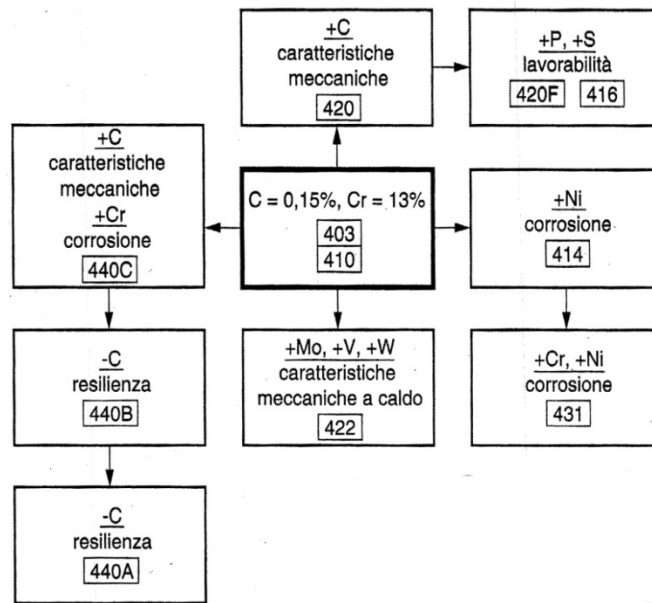 +C
caratteristiche
meccaniche
420
+P, +S
lavorabilità
420F 416
+C
caratteristiche
meccaniche
+Cr
corrosione
440C
C = 0,15%, Cr = 13%
403
410
+Ni
corrosione
414
-C
resilienza
440B
+Mo, +V, +W
caratteristiche
meccaniche a caldo
422
+Cr, +Ni
corrosione
431
-C
resilienza
440A